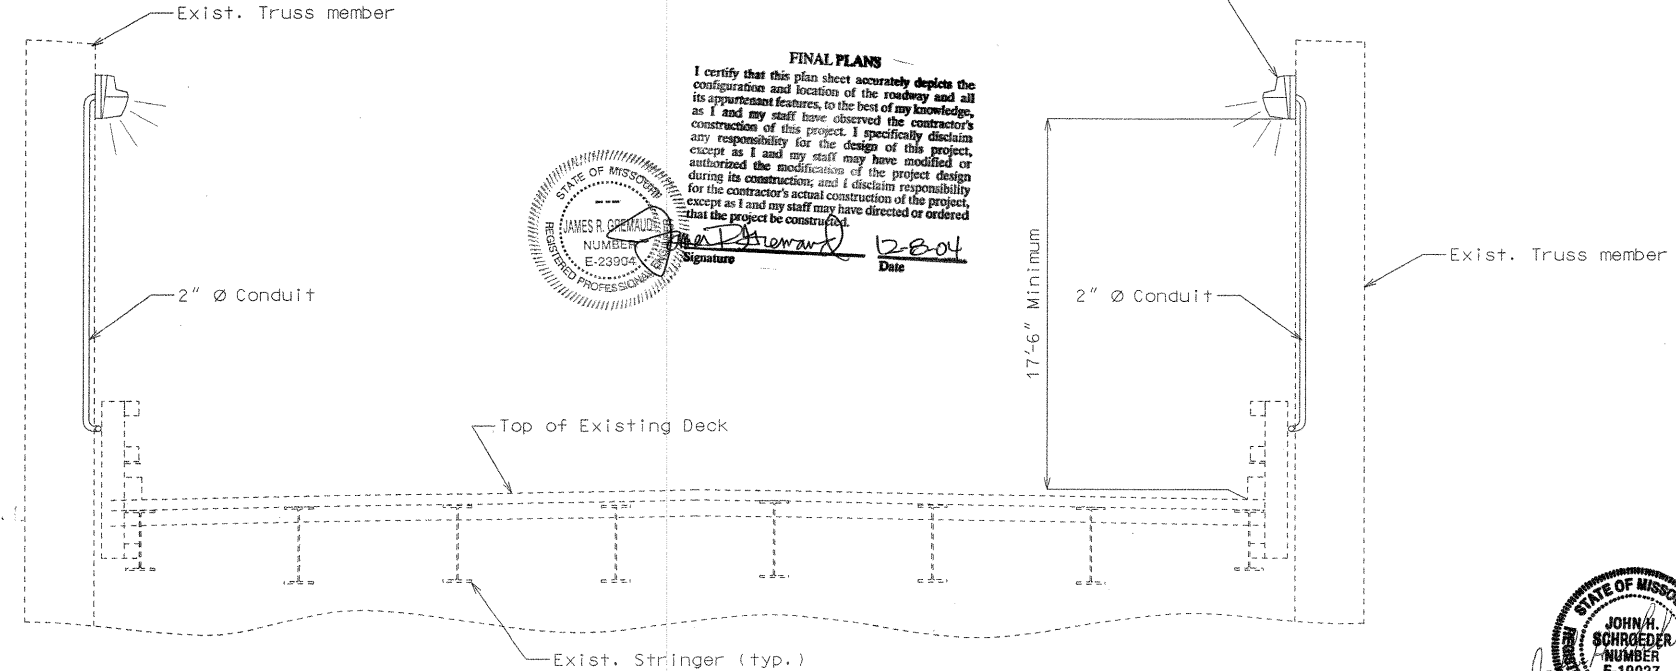 Exist. Truss member
FINAL PLANS
I certify that this plan sheet accurately depicts the
configuration and location of the roadway and all
its appurtenant features, to the best of my knowledge,
as I and my staff have observed the contractor's
construction of this project. I specifically disclaim
any responsibility for the design of this project,
except as I and my staff may have modified or
authorized the modification of the project design
during its construction; and I disclaim responsibility
for the contractor's actual construction of the project,
except as I and my staff may have directed or ordered
that the project be constructed.
12-8-04
Signature
Date
STATE OF MISSOURI
JAMES R. GREMAUD
NUMBER
E-23904
REGISTERED PROFESSIONAL
2" Ø Conduit
17'-6" Minimum
2" Ø Conduit
Exist. Truss member
Top of Existing Deck
Exist. Stringer (typ.)
STATE OF MISSOU
JOHN H.
SCHROEDER
NUMBER